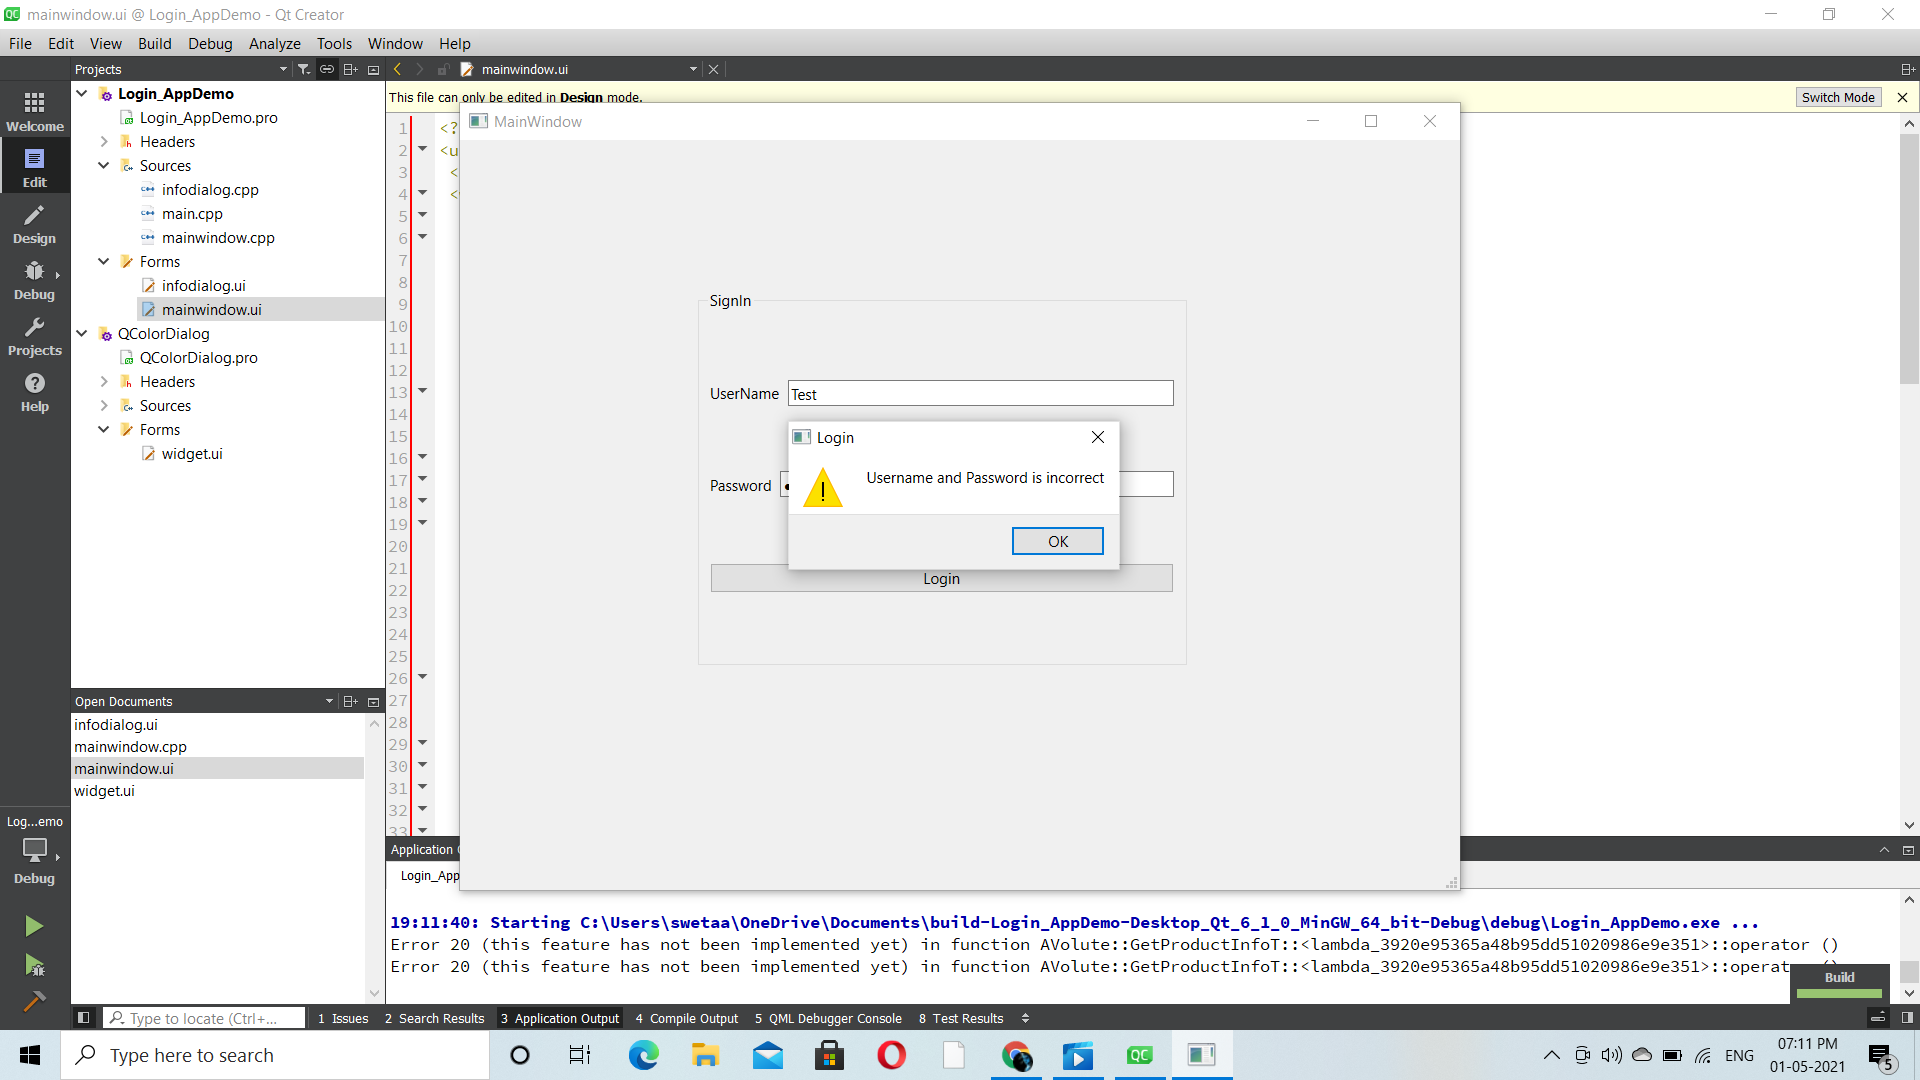 mainwindow.ui @ Login_AppDemo - Qt Creator
File Edit View Build Debug Analyze Tools Window Help
Projects
mainwindow.ui
Welcome
Edit
Design
Debug
Projects
Help
Login_AppDemo
Login_AppDemo.pro
Headers
Sources
infodialog.cpp
main.cpp
mainwindow.cpp
Forms
infodialog.ui
mainwindow.ui
QColorDialog
QColorDialog.pro
Headers
Sources
Forms
widget.ui
This file can only be edited in Design mode.
Switch Mode
1 <?
2 <u
3 <
4 <
5
6
7
8
9
10
11
12
13
14
15
16
17
18
19
20
21
22
23
24
25
26
27
28
29
30
31
32
33
MainWindow
SignIn
UserName Test
Password
Login
Username and Password is incorrect
OK
Login
Open Documents
infodialog.ui
mainwindow.cpp
mainwindow.ui
widget.ui
Log...emo
Debug
Application
Login_App
19:11:40: Starting C:\Users\swetaa\OneDrive\Documents\build-Login_AppDemo-Desktop_Qt_6_1_0_MinGW_64_bit-Debug\debug\Login_AppDemo.exe ...
Error 20 (this feature has not been implemented yet) in function AVolute::GetProductInfoT::<lambda_3920e95365a48b95dd51020986e9e351>::operator ()
Error 20 (this feature has not been implemented yet) in function AVolute::GetProductInfoT::<lambda_3920e95365a48b95dd51020986e9e351>::operat
Build
Type to locate (Ctrl+...
1 Issues 2 Search Results 3 Application Output 4 Compile Output 5 QML Debugger Console 8 Test Results
Type here to search
QC
ENG
07:11 PM
01-05-2021
5